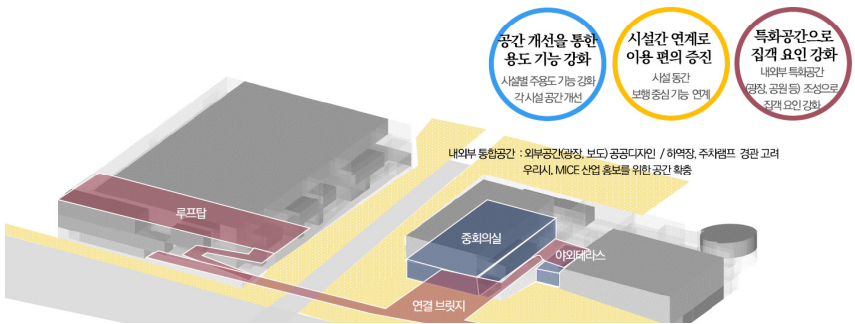 공간 개선을 통한
용도 기능 강화
시설별 주용도 기능 강화
각 시설 공간 개선
시설간 연계로
이용 편의 증진
시설 동간
보행 중심 기능 연계
특화공간으로
집객 요인 강화
내외부 특화공간
(광장, 공원 등) 조성으로
집객 요인 강화
내외부 통합공간 : 외부공간(광장, 보도) 공공디자인 / 하역장, 주차램프 경관 고려
우리시, MICE 산업 홍보를 위한 공간 확충
루프탑
중회의실
야외테라스
연결 브릿지